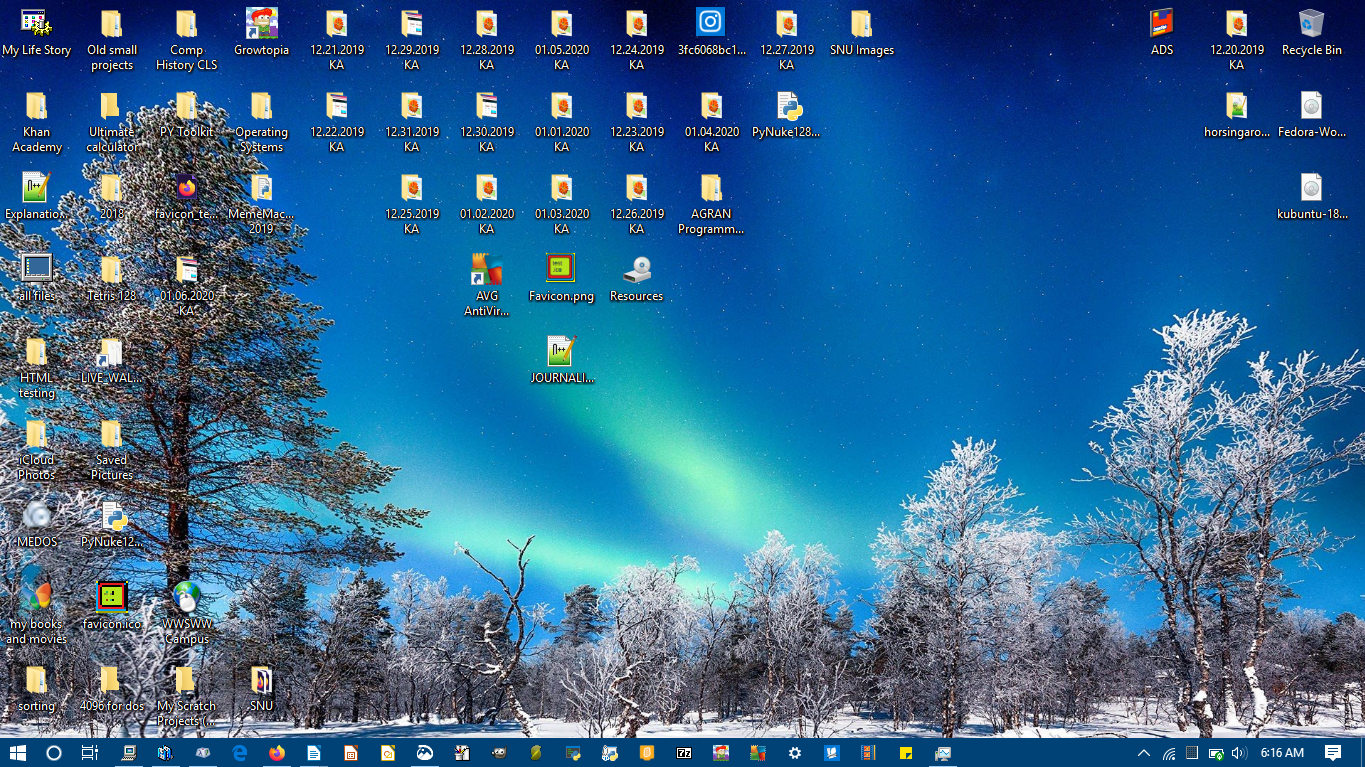 My Life Story
Old small
projects
Comp
History CLS
Growtopia
12.21.2019
KA
12.29.2019
KA
12.28.2019
KA
01.05.2020
KA
12.24.2019
KA
3fc6068bc1...
12.27.2019
KA
SNU Images
ADS
12.20.2019
KA
Recycle Bin
Khan
Academy
Ultimate
calculator
PY Toolkit
Operating
Systems
12.22.2019
KA
12.31.2019
KA
12.30.2019
KA
01.01.2020
KA
12.23.2019
KA
01.04.2020
KA
PyNuke128...
horsingaro...
Fedora-Wo...
Explanatio...
2018
favicon_te...
MemeMac...
2019
12.25.2019
KA
01.02.2020
KA
01.03.2020
KA
12.26.2019
KA
AGRAN
Programm...
kubuntu-18...
all files
Tetris 128
01.06.2020
KA
AVG
AntiVir...
Favicon.png
Resources
HTML
testing
LIVE_WAL...
JOURNALI...
iCloud
Photos
Saved
Pictures
MEDOS
PyNuke12...
my books
and movies
favicon.ico
WWSWW
Campus
sorting
4096 for dos
My Scratch
Projects (...
SNU
6:16 AM